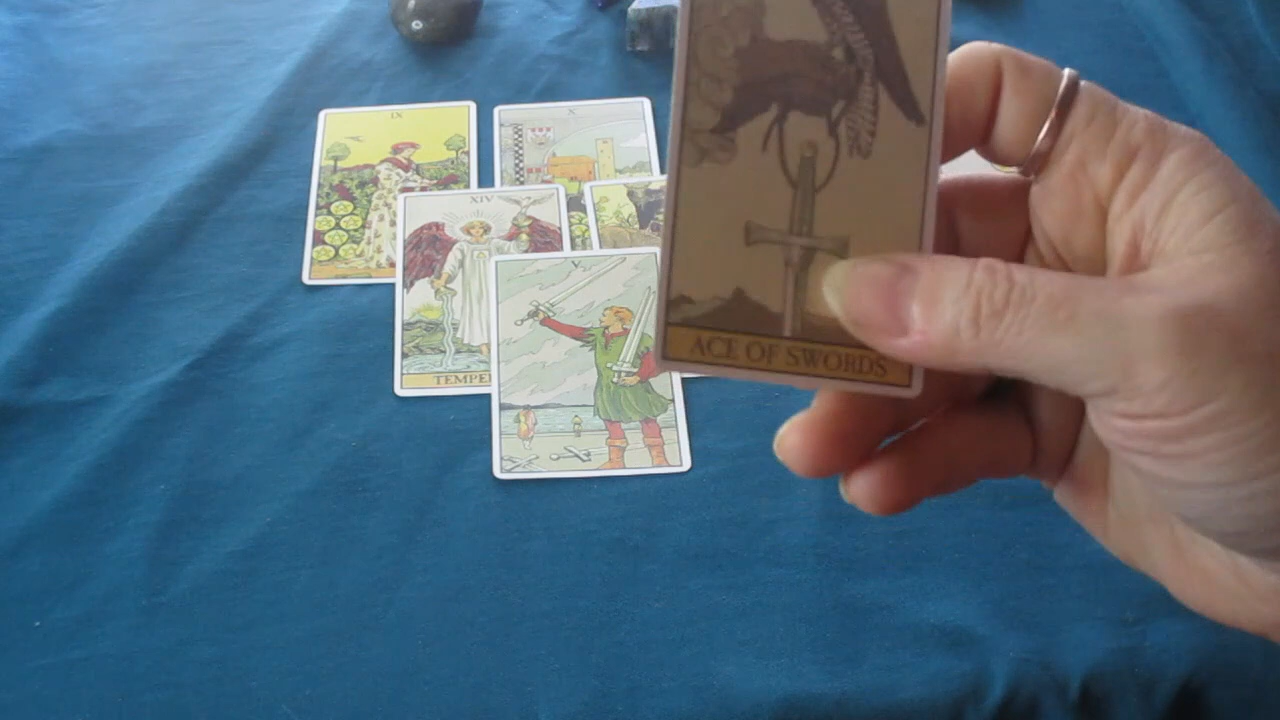 IX
X
XIV
V
TEMPE
ACE OF SWORDS